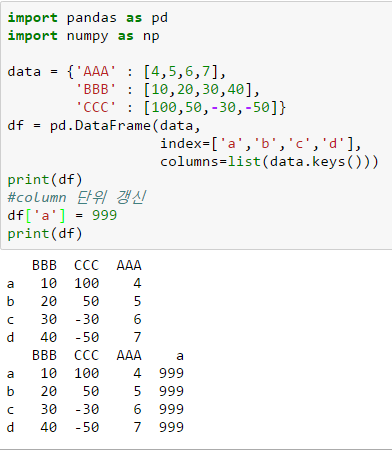 import pandas as pd
import numpy as np
data = {'AAA' : [4,5,6,7],
'BBB' : [10,20,30,40],
'CCC' : [100,50,-30,-50]}
df = pd.DataFrame(data,
index=['a','b','c','d'],
columns=list(data.keys()))
print(df)
#column 단위 갱신
df['a'] = 999
print(df)
BBB CCC AAA
a 10 100 4
b 20 50 5
c 30 -30 6
d 40 -50 7
BBB CCC AAA a
a 10 100 4 999
b 20 50 5 999
c 30 -30 6 999
d 40 -50 7 999